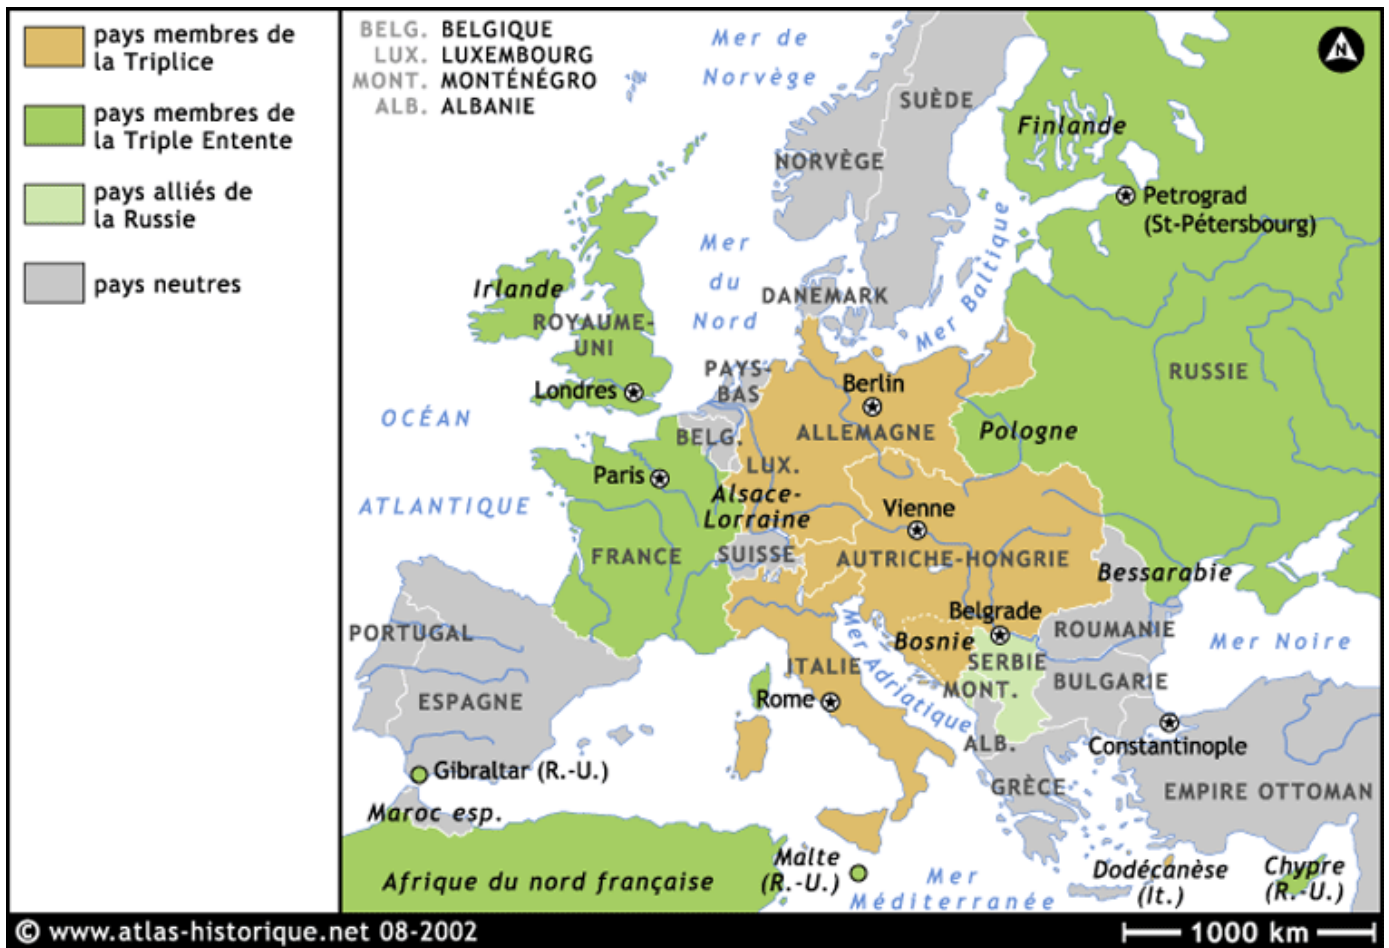 pays membres de
la Triplice
pays membres de
la Triple Entente
pays alliés de
la Russie
pays neutres
BELG. BELGIQUE
LUX. LUXEMBOURG
MONT. MONTÉNÉGRO
ALB. ALBANIE
Mer de
Norvège
N
SUÈDE
Finlande
NORVÈGE
Petrograd
(St-Pétersbourg)
Mer
du
Nord
Mer Baltique
Irlande
DANEMARK
ROYAUME-
UNI
PAYS-
BAS
RUSSIE
Londres
Berlin
OCÉAN
ATLANTIQUE
BELG.
ALLEMAGNE
Pologne
LUX.
Paris
Alsace-
Lorraine
Vienne
FRANCE
SUISSE
AUTRICHE-HONGRIE
Bessarabie
Belgrade
PORTUGAL
Mer Adriatique
Bosnie
ROUMANIE
Mer Noire
ITALIE
SERBIE
ESPAGNE
MONT.
BULGARIE
Rome
ALB.
Constantinople
Gibraltar (R.-U.)
GRÈCE
EMPIRE OTTOMAN
Maroc esp.
Afrique du nord française
Malte
(R.-U.)
Mer
Méditerranée
Dodécanèse
(It.)
Chypre
(R.-U.)
© www.atlas-historique.net 08-2002
1000 km